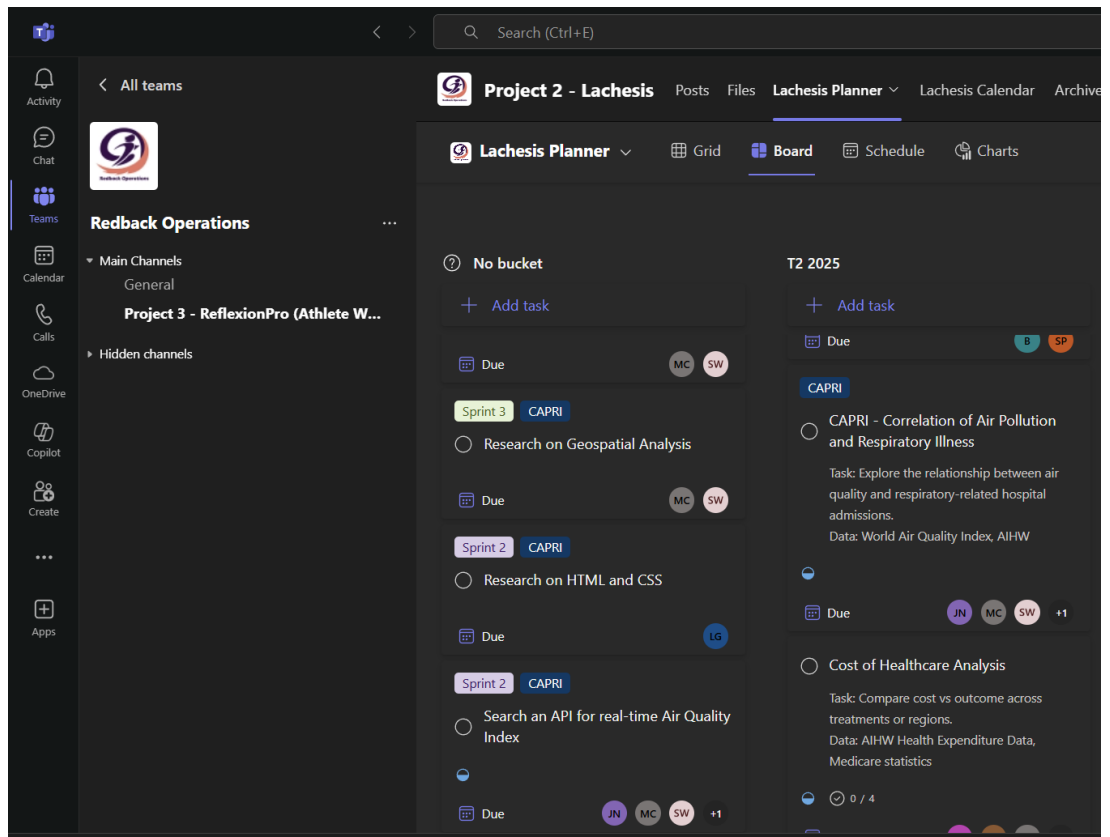 Search (Ctrl+E)
Activity
Chat
Teams
Calendar
Calls
OneDrive
Copilot
Create
Apps
All teams
Redback Operations
Redback Operations
Main Channels
General
Project 3 - ReflexionPro (Athlete W...
Hidden channels
Project 2 - Lachesis Posts Files Lachesis Planner Lachesis Calendar Archive
Lachesis Planner Grid Board Schedule Charts
No bucket
Add task
Due MC SW
Sprint 3 CAPRI
Research on Geospatial Analysis
Due MC SW
Sprint 2 CAPRI
Research on HTML and CSS
Due LG
Sprint 2 CAPRI
Search an API for real-time Air Quality
Index
Due JN MC SW +1
T2 2025
Add task
Due B SP
CAPRI
CAPRI - Correlation of Air Pollution
and Respiratory Illness
Task: Explore the relationship between air
quality and respiratory-related hospital
admissions.
Data: World Air Quality Index, AIHW
Due JN MC SW +1
Cost of Healthcare Analysis
Task: Compare cost vs outcome across
treatments or regions.
Data: AIHW Health Expenditure Data,
Medicare statistics
0 / 4